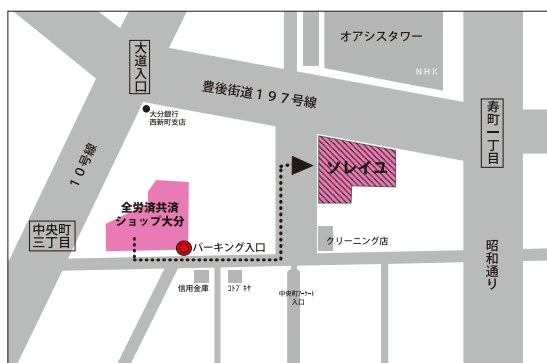 オアシスタワー
NHK
大道入口
豊後街道197号線
大分銀行
西新町支店
寿町一丁目
10号線
ソレイユ
全労済共済
ショップ大分
中央町
三丁目
パーキング入口
クリーニング店
昭和通り
信用金庫
ｺﾄﾌﾞｷﾔ
中央町ｱｰｹｰﾄﾞ
入口